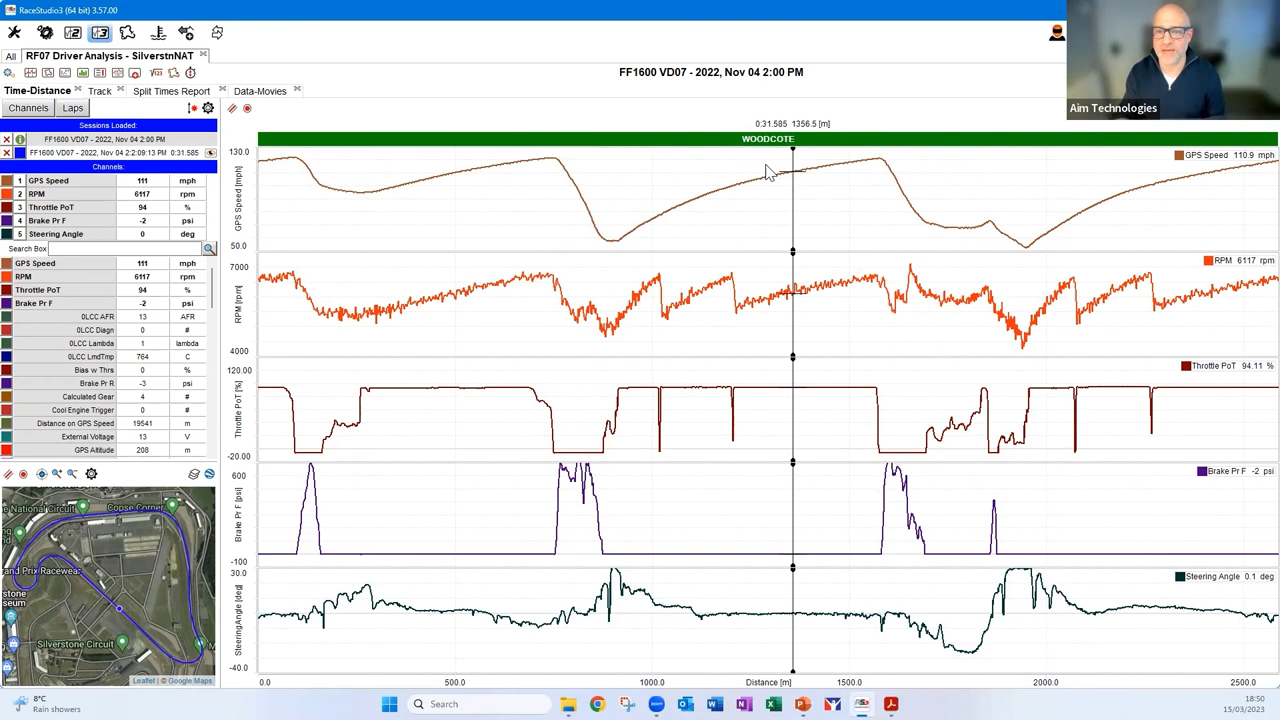 RaceStudio3 (64 bit) 3.57.00
All RF07 Driver Analysis - SilverstnNAT
FF1600 VD07 - 2022, Nov 04 2:00 PM
Aim Technologies
Time-Distance Track Split Times Report Data-Movies
Channels Laps
0:31.585 1356.5 [m]
WOODCOTE
Sessions Loaded:
FF1600 VD07 - 2022, Nov 04 2:00 PM
FF1600 VD07 - 2022, Nov 04 2:09:13 PM 0:31.585
Channels:
1 GPS Speed 111 mph
2 RPM 6117 rpm
3 Throttle PoT 94 %
4 Brake Pr F -2 psi
5 Steering Angle 0 deg
Search Box
GPS Speed 111 mph
RPM 6117 rpm
Throttle PoT 94 %
Brake Pr F -2 psi
0LCC AFR 13 AFR
0LCC Diagn 0 #
0LCC Lambda 1 lambda
0LCC LmdTmp 764 C
Bias w Thrs 0 %
Brake Pr R -3 psi
Calculated Gear 4 #
Cool Engine Trigger 0 #
Distance on GPS Speed 19541 m
External Voltage 13 V
GPS Altitude 208 m
130.0
GPS Speed [mph]
50.0
GPS Speed 110.9 mph
7000
RPM [rpm]
4000
RPM 6117 rpm
120.00
Throttle PoT [%]
-20.00
Throttle PoT 94.11 %
600
Brake Pr F [psi]
-100
Brake Pr F -2 psi
30.0
SteeringAngle [deg]
-40.0
Steering Angle 0.1 deg
0.0 500.0 1000.0 Distance [m] 1500.0 2000.0 2500.0
e National Circuit
Copse Corner
rand Prix Racewear
stone
seum
Silverstone Circuit
M
Leaflet | © Google Maps
8°C
Rain showers
Search
18:50
15/03/2023